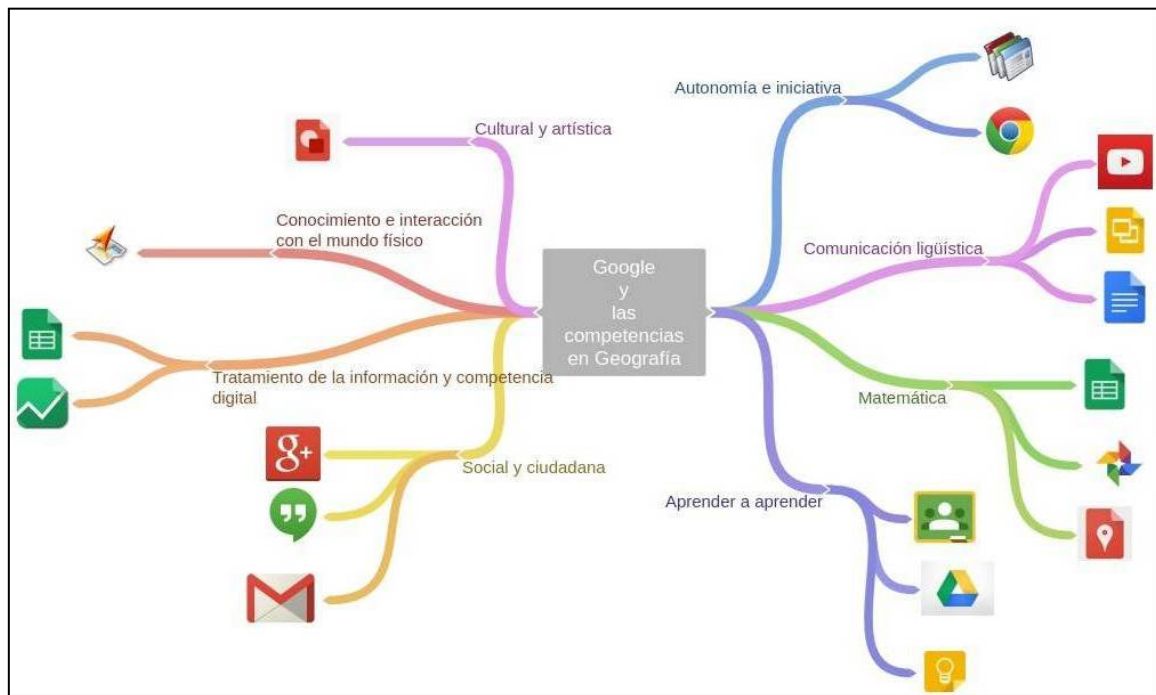 Autonomía e iniciativa
Cultural y artística
Conocimiento e interacción
con el mundo físico
Comunicación ligüística
Google
y
las
competencias
en Geografía
Tratamiento de la información y competencia
digital
Matemática
g+
Social y ciudadana
Aprender a aprender